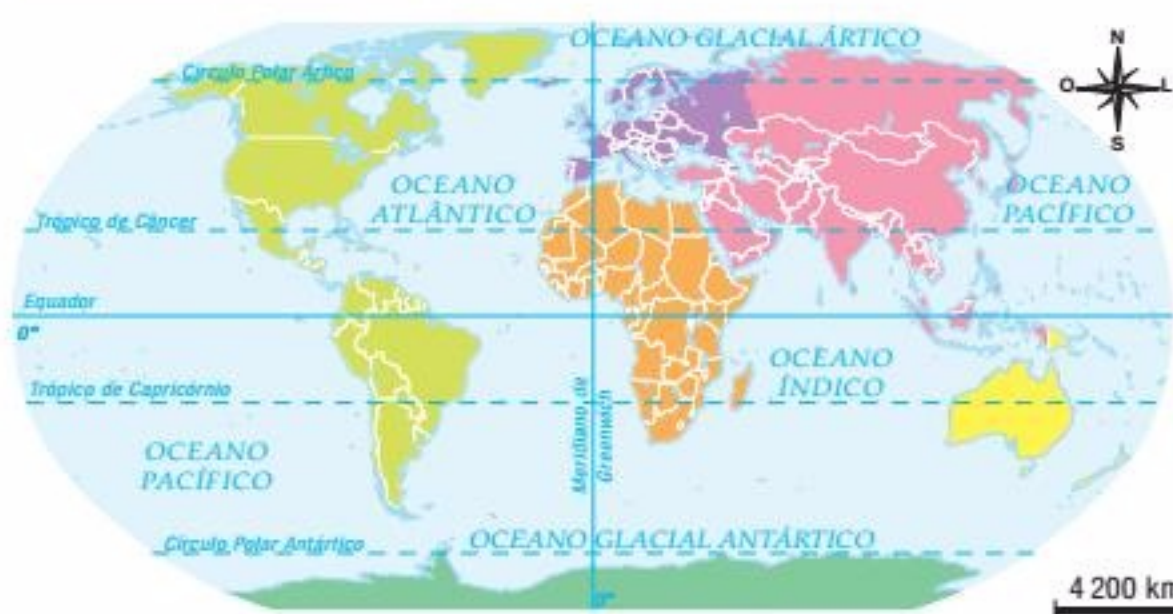 OCEANO GLACIAL ÁRTICO
N
Círculo Polar Ártico
O
L
S
OCEANO
ATLÂNTICO
OCEANO
PACÍFICO
Trópico de Câncer
Equador
0°
OCEANO
ÍNDICO
Trópico de Capricórnio
Meridiano de
Greenwich
OCEANO
PACÍFICO
Círculo Polar Antártico
OCEANO GLACIAL ANTÁRTICO
0°
4 200 km